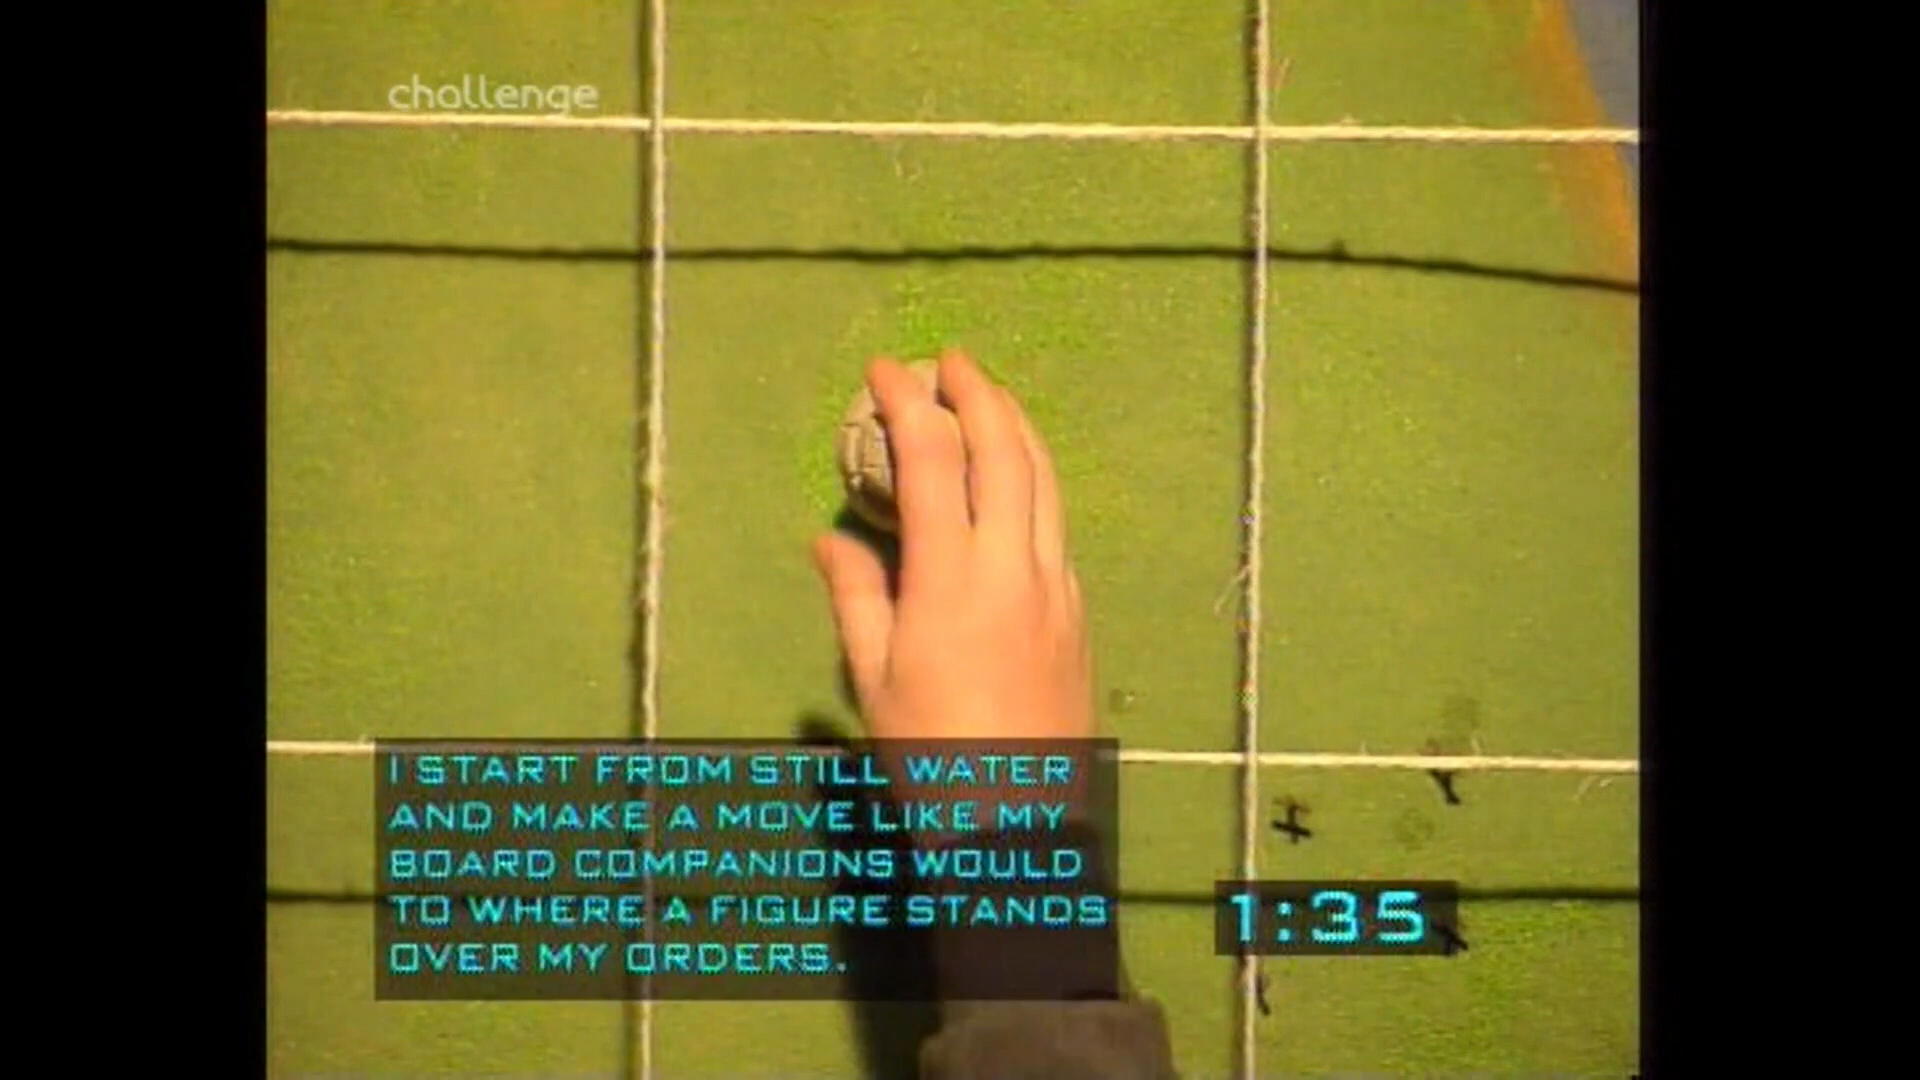 challenge
I START FROM STILL WATER
AND MAKE A MOVE LIKE MY
BOARD COMPANIONS WOULD
TO WHERE A FIGURE STANDS
OVER MY ORDERS.
1:35